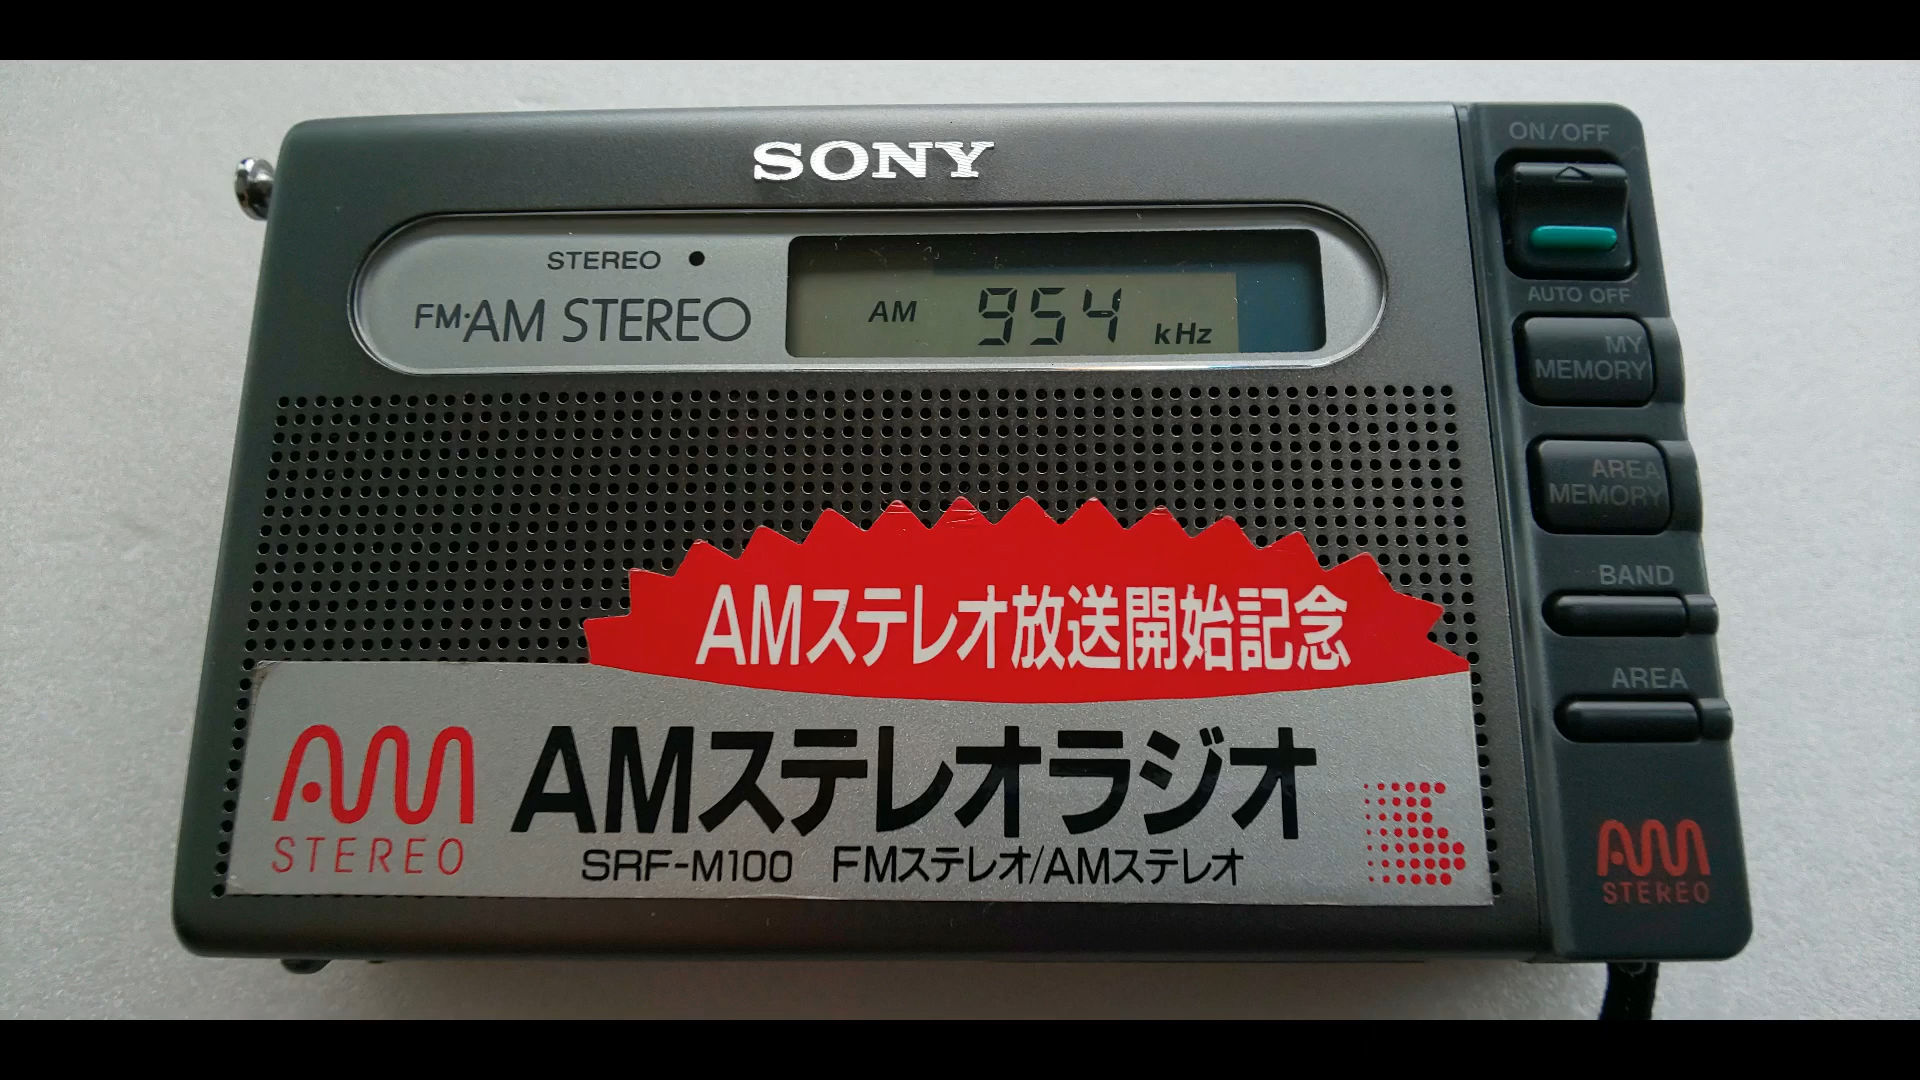 SONY
ON/OFF
STEREO
FM·AM STEREO
AM 954 kHz
AUTO OFF
MY
MEMORY
AREA
MEMORY
BAND
AREA
AMステレオ放送開始記念
AM
STEREO
AMステレオラジオ
SRF-M100 FMステレオ/AMステレオ
AM
STEREO